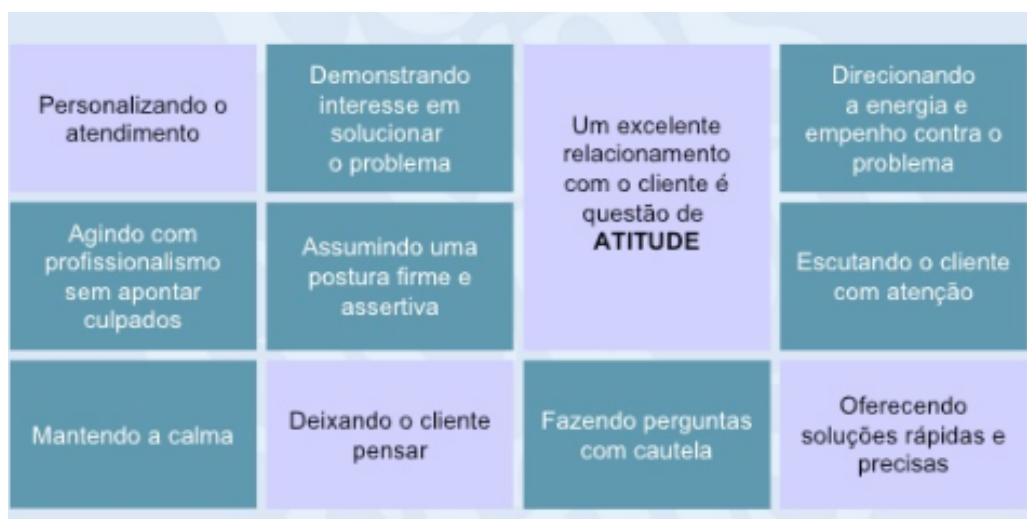 Personalizando o
atendimento
Demonstrando
interesse em
solucionar
o problema
Um excelente
relacionamento
com o cliente é
questão de
ATITUDE
Direcionando
a energia e
empenho contra o
problema
Agindo com
profissionalismo
sem apontar
culpados
Assumindo uma
postura firme e
assertiva
Escutando o cliente
com atenção
Mantendo a calma
Deixando o cliente
pensar
Fazendo perguntas
com cautela
Oferecendo
soluções rápidas e
precisas